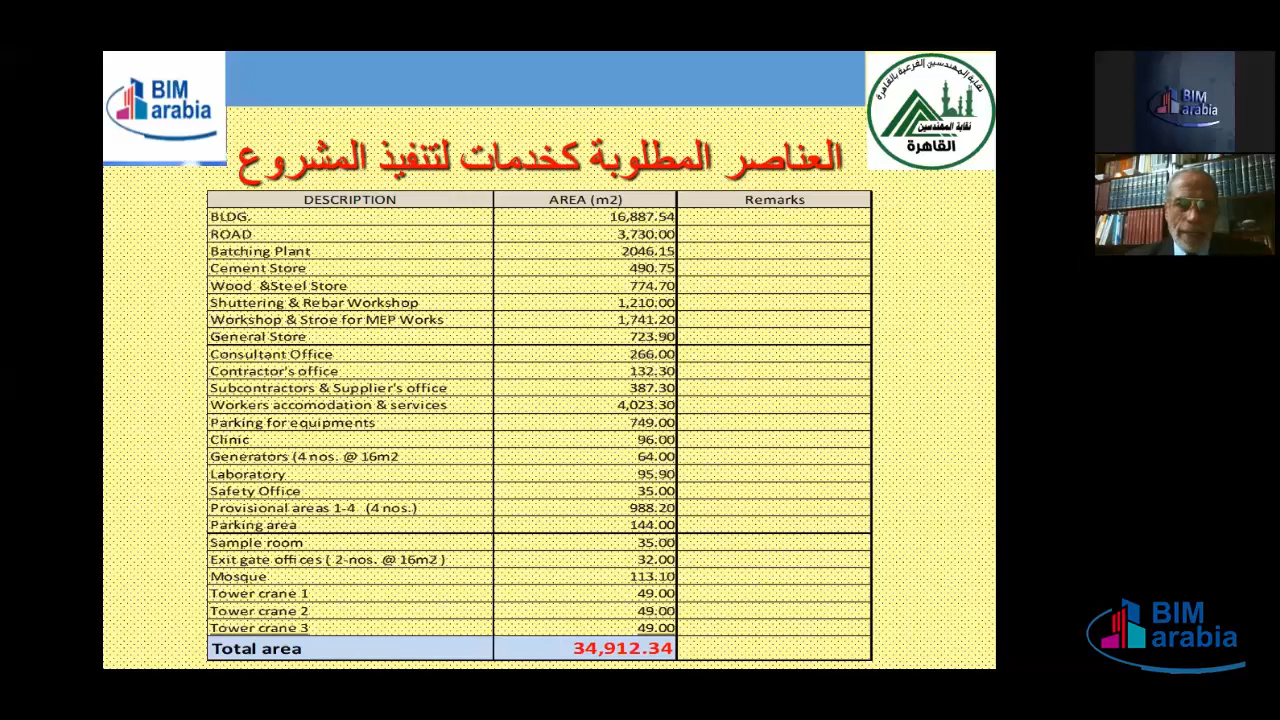 BIM
arabia
نقابة المهندسين الفرعية بالقاهرة
نقابة المهندسين
القاهرة
العناصر المطلوبة كخدمات لتنفيذ المشروع
DESCRIPTION AREA (m2) Remarks
BLDG. 16,887.54
ROAD 3,730.00
Batching Plant 2046.15
Cement Store 490.75
Wood &Steel Store 774.70
Shuttering & Rebar Workshop 1,210.00
Workshop & Stroe for MEP Works 1,741.20
General Store 723.90
Consultant Office 266.00
Contractor's office 132.30
Subcontractors & Supplier's office 387.30
Workers accomodation & services 4,023.30
Parking for equipments 749.00
Clinic 96.00
Generators (4 nos. @ 16m2 64.00
Laboratory 95.90
Safety Office 35.00
Provisional areas 1-4 (4 nos.) 988.20
Parking area 144.00
Sample room 35.00
Exit gate offices ( 2-nos. @ 16m2 ) 32.00
Mosque 113.10
Tower crane 1 49.00
Tower crane 2 49.00
Tower crane 3 49.00
Total area 34,912.34
BIM
arabia
BIM
arabia